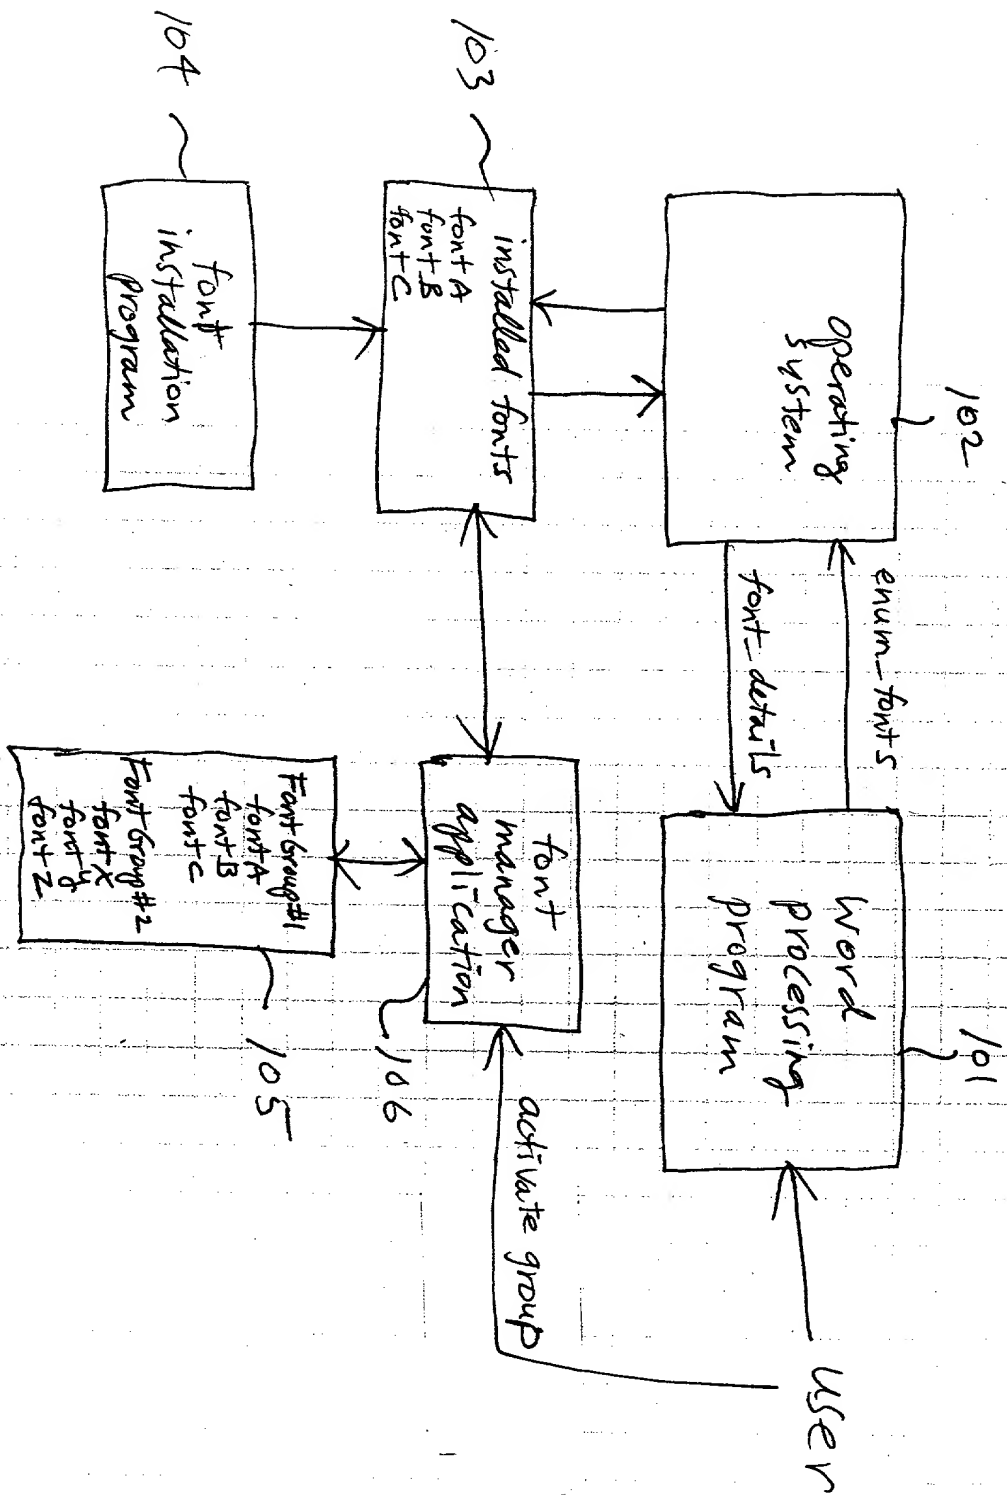 101
102
USER
Word
processing
program
enum_fonts
font_details
operating
system
activate group
font
manager
application
106
installed fonts
font A
font B
font C
103
Font Group #1
font A
font B
font C
Font Group #2
font X
font y
font Z
105
font
installation
program
104